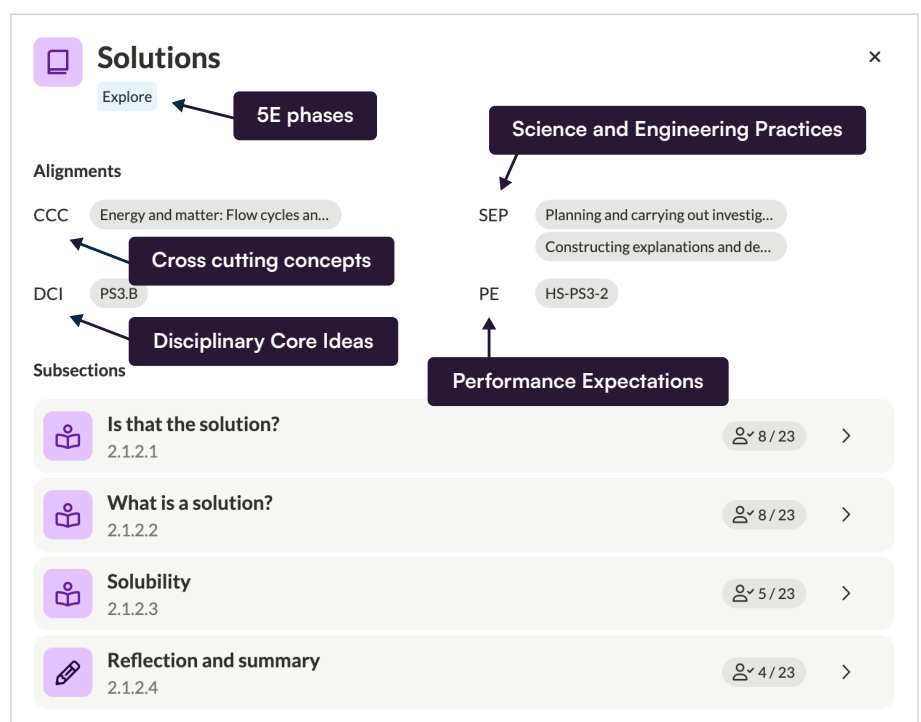 Solutions
Explore
5E phases
Science and Engineering Practices
Alignments
CCC
Energy and matter: Flow cycles an...
SEP
Planning and carrying out investig...
Constructing explanations and de...
Cross cutting concepts
DCI
PS3.B
PE
HS-PS3-2
Disciplinary Core Ideas
Performance Expectations
Subsections
Is that the solution?
2.1.2.1
8 / 23
What is a solution?
2.1.2.2
8 / 23
Solubility
2.1.2.3
5 / 23
Reflection and summary
2.1.2.4
4 / 23